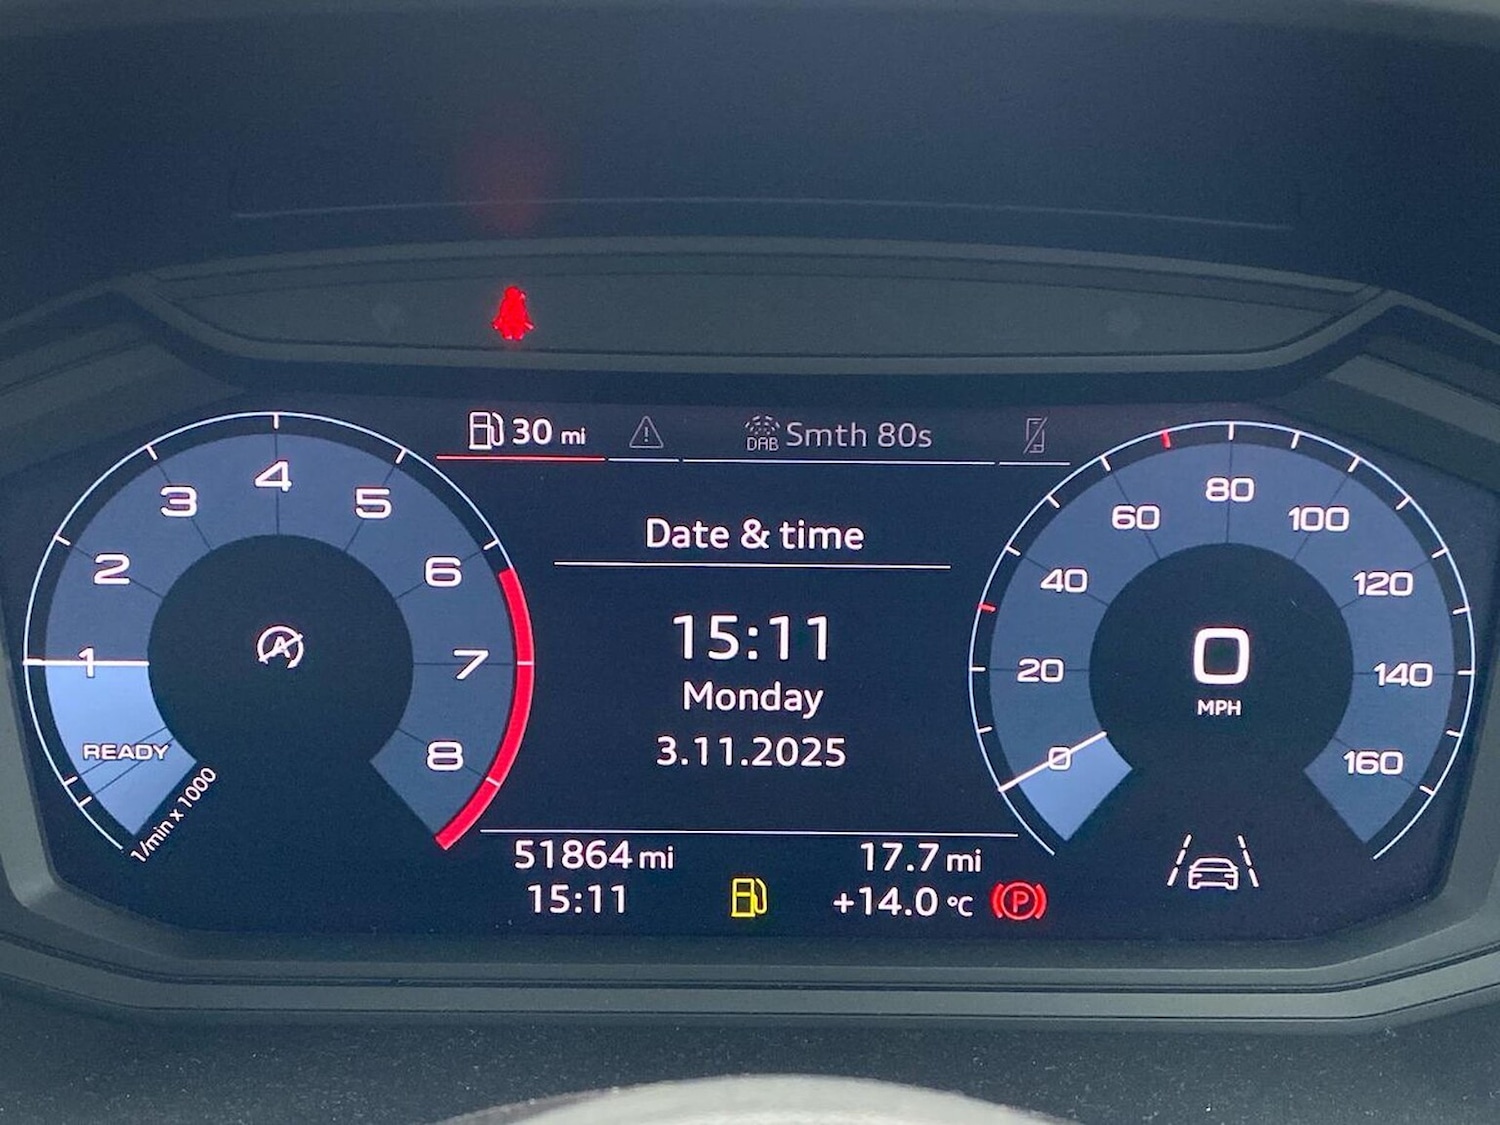 30 mi
DAB Smth 80s
Date & time
15:11
Monday
3.11.2025
51864 mi
17.7 mi
15:11
+14.0 °C
P
1
2
3
4
5
6
7
8
READY
1/min x 1000
A
0
20
40
60
80
100
120
140
160
0
MPH